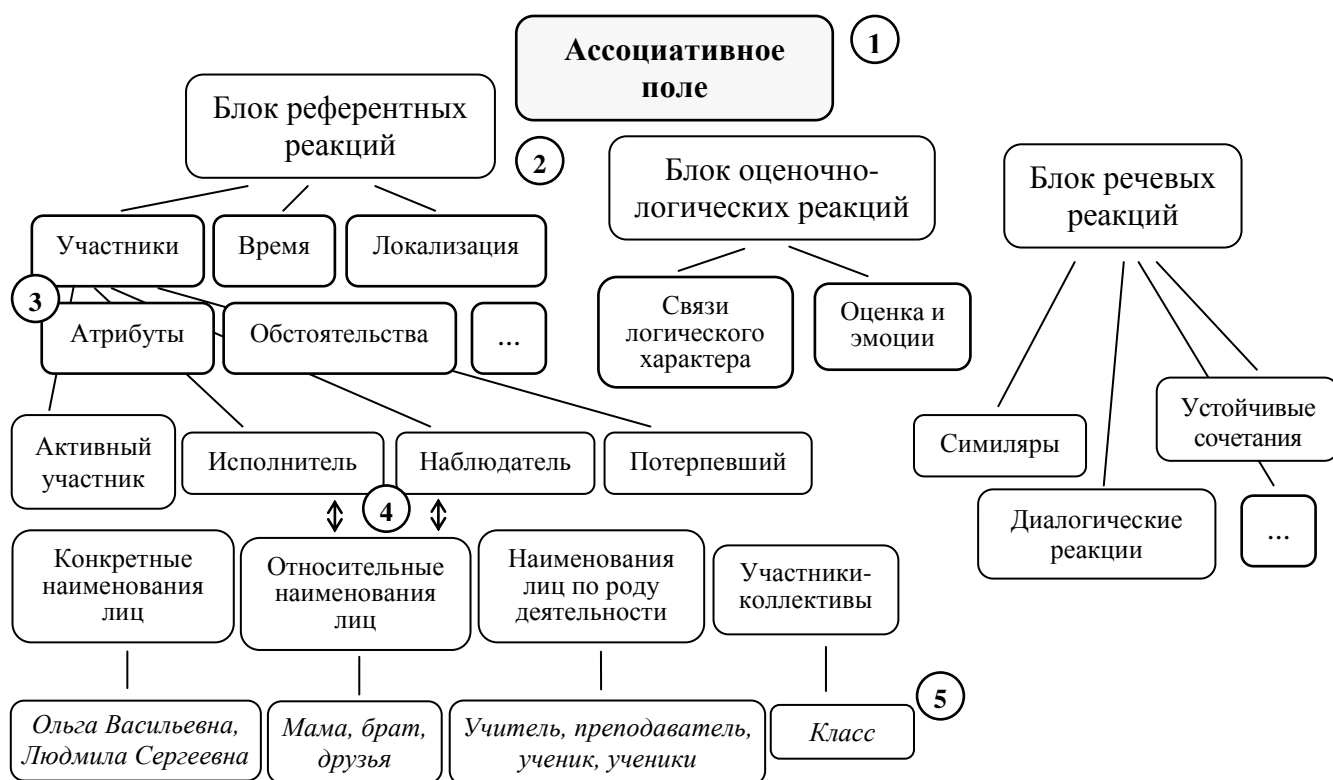 Ассоциативное
поле
1
Блок референтных
реакций
2
Блок оценочно-
логических реакций
Блок речевых
реакций
Участники
Время
Локализация
3
Атрибуты
Обстоятельства
...
Связи
логического
характера
Оценка и
эмоции
Активный
участник
Исполнитель
Наблюдатель
Потерпевший
Симиляры
Устойчивые
сочетания
Диалогические
реакции
...
4
Конкретные
наименования
лиц
Относительные
наименования
лиц
Наименования
лиц по роду
деятельности
Участники-
коллективы
5
Ольга Васильевна,
Людмила Сергеевна
Мама, брат,
друзья
Учитель, преподаватель,
ученик, ученики
Класс